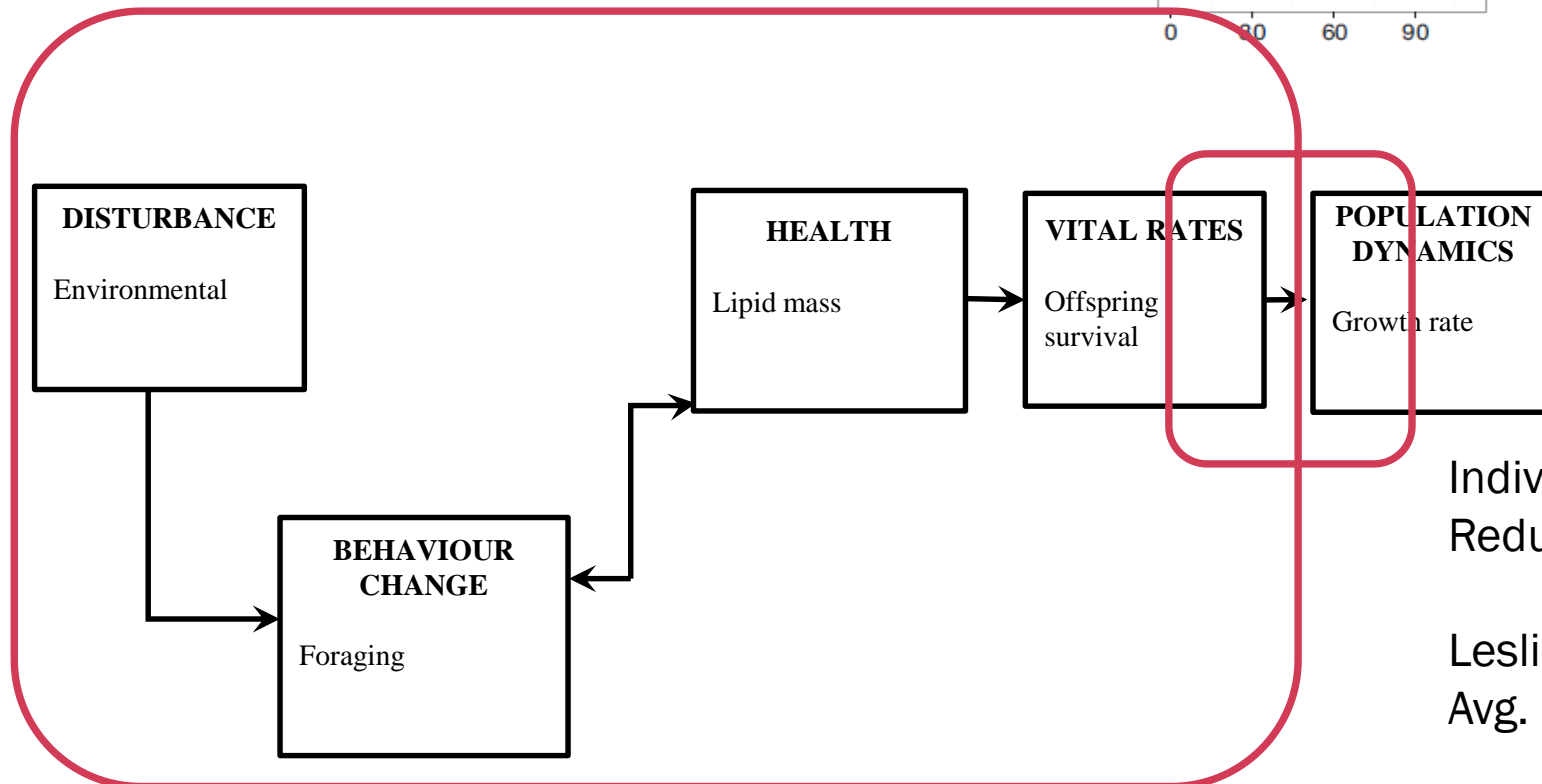 0 30 60 90
DISTURBANCE
Environmental
BEHAVIOUR
CHANGE
Foraging
HEALTH
Lipid mass
VITAL RATES
Offspring
survival
POPULATION
DYNAMICS
Growth rate
Avg.